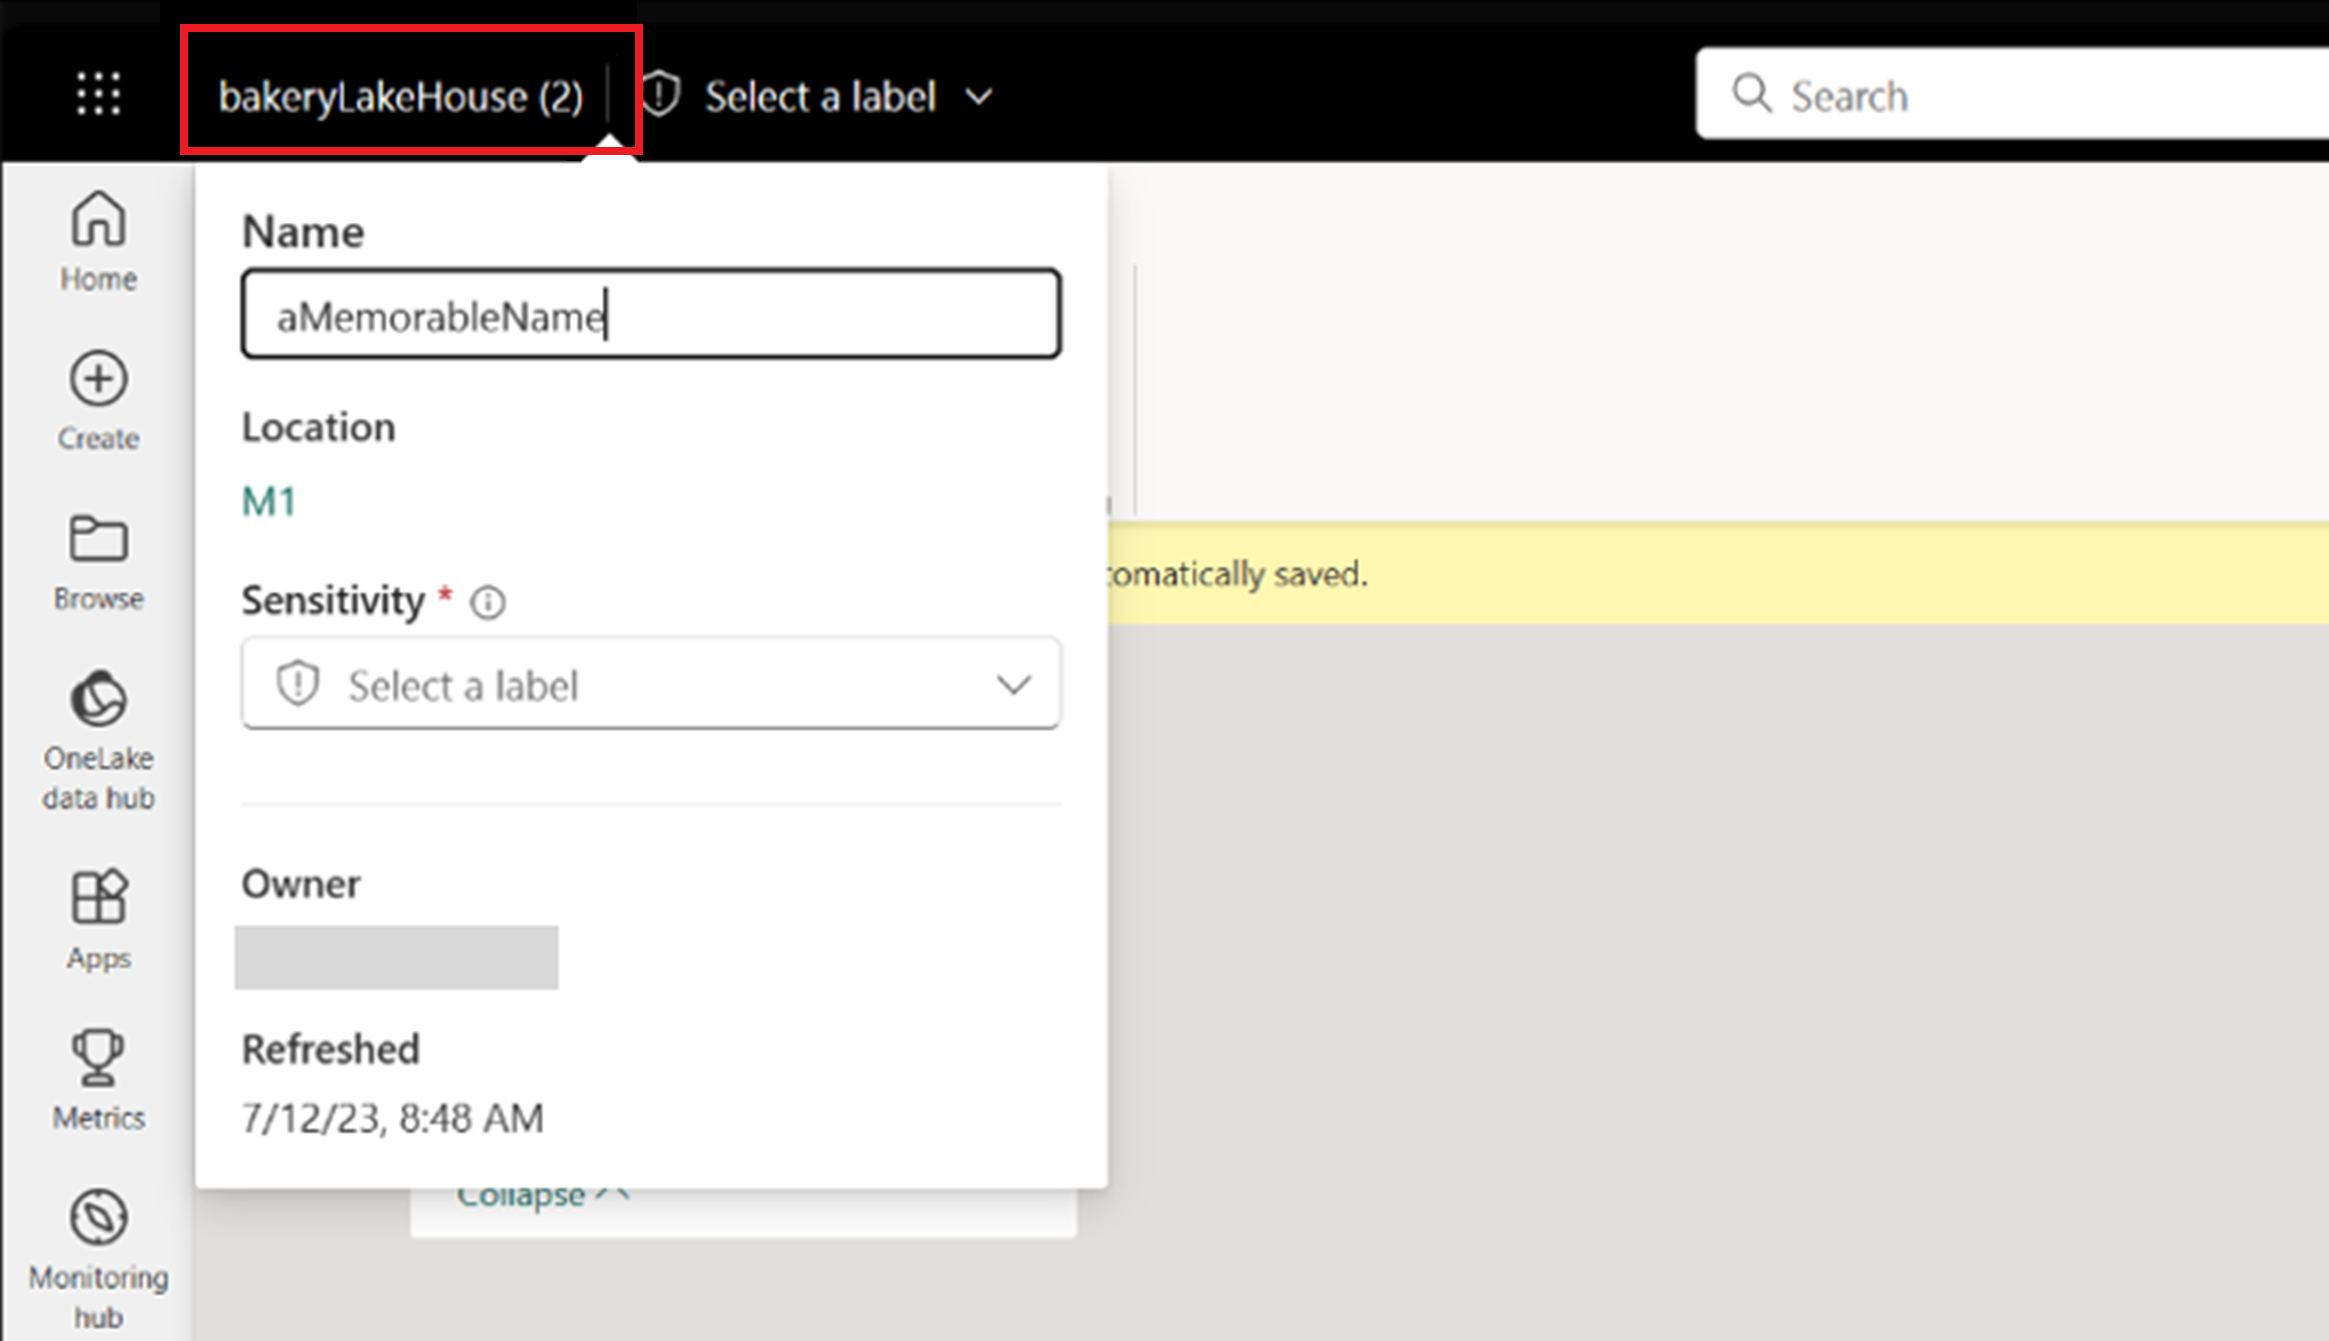 bakeryLakeHouse (2)
Select a label
Search
Home
Create
Browse
OneLake
data hub
Apps
Metrics
Monitoring
hub
Name
aMemorableName
Location
M1
Sensitivity *
Select a label
Owner
Refreshed
7/12/23, 8:48 AM
tomatically saved.
Collapse